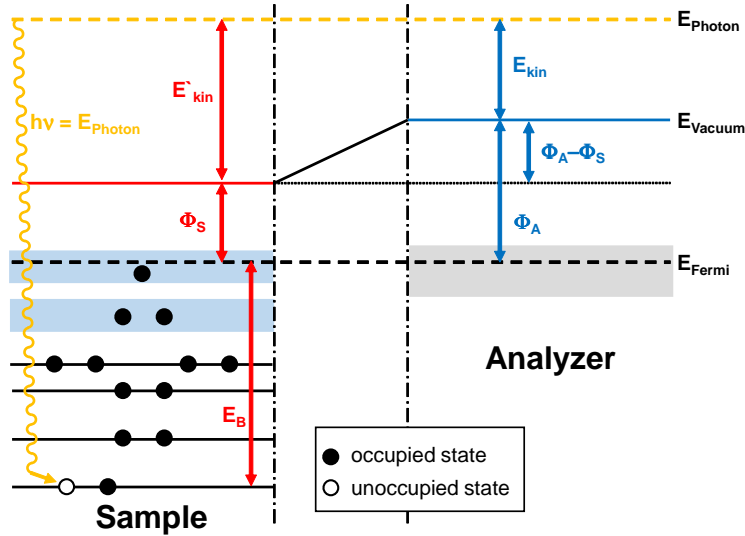 E_Photon
E`_kin
E_kin
hν = E_Photon
E_Vacuum
Φ_A–Φ_S
Φ_S
Φ_A
E_Fermi
Analyzer
E_B
occupied state
unoccupied state
Sample